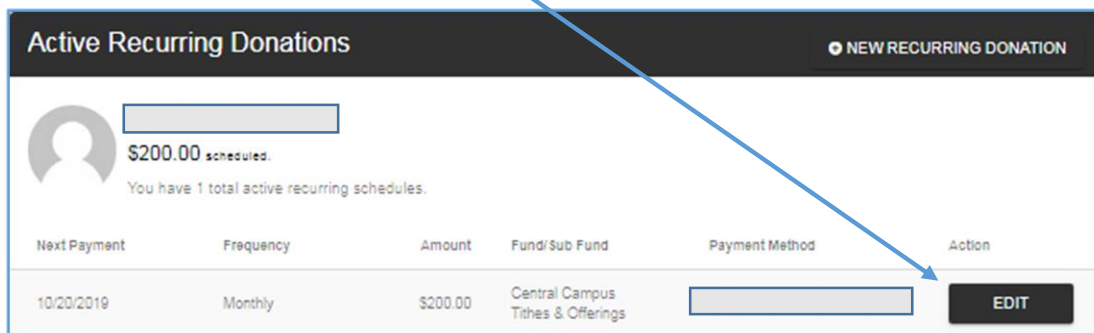 Active Recurring Donations
NEW RECURRING DONATION
$200.00 scheduled.
You have 1 total active recurring schedules.
Next Payment Frequency Amount Fund/Sub Fund Payment Method Action
10/20/2019 Monthly $200.00 Central Campus EDIT
Tithes & Offerings